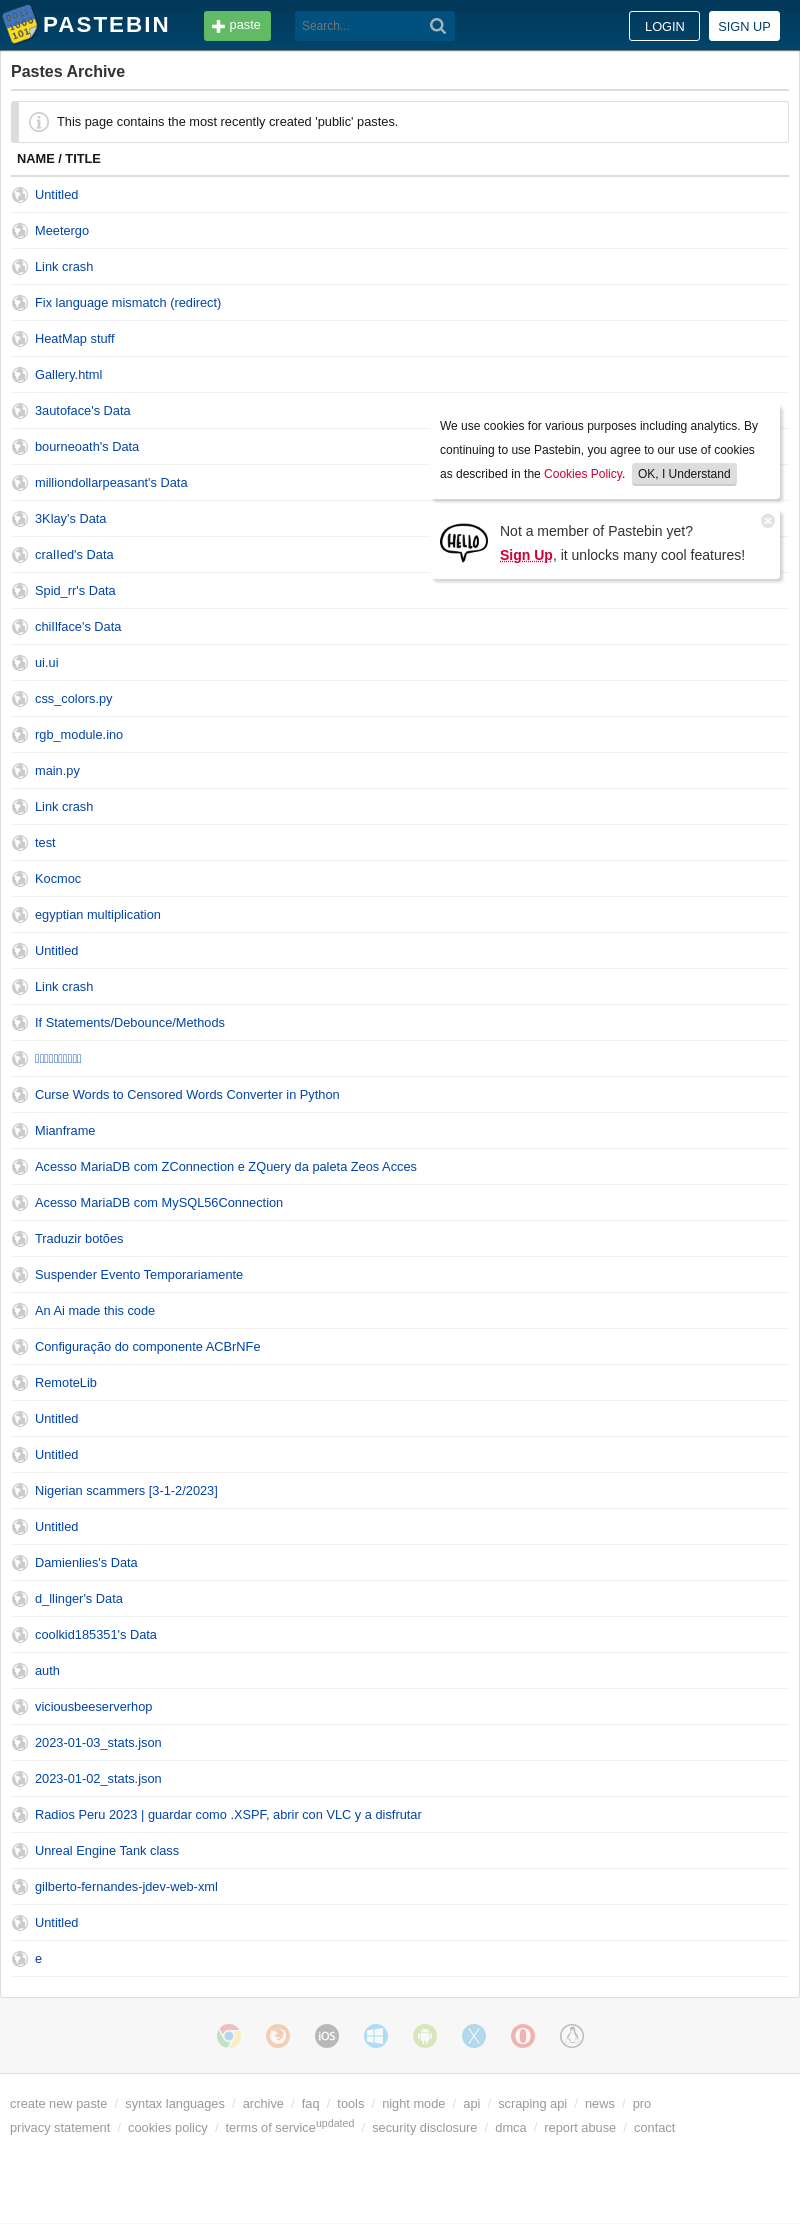 PASTEBIN
paste
Search...
LOGIN
SIGN UP
Pastes Archive
This page contains the most recently created 'public' pastes.
NAME / TITLE
Untitled
Meetergo
Link crash
Fix language mismatch (redirect)
HeatMap stuff
Gallery.html
3autoface's Data
bourneoath's Data
milliondollarpeasant's Data
3Klay's Data
craIIed's Data
Spid_rr's Data
chiIlface's Data
ui.ui
css_colors.py
rgb_module.ino
main.py
Link crash
test
Kocmoc
egyptian multiplication
Untitled
Link crash
If Statements/Debounce/Methods
Curse Words to Censored Words Converter in Python
Mianframe
Acesso MariaDB com ZConnection e ZQuery da paleta Zeos Acces
Acesso MariaDB com MySQL56Connection
Traduzir botões
Suspender Evento Temporariamente
An Ai made this code
Configuração do componente ACBrNFe
RemoteLib
Untitled
Untitled
Nigerian scammers [3-1-2/2023]
Untitled
Damienlies's Data
d_llinger's Data
coolkid185351's Data
auth
viciousbeeserverhop
2023-01-03_stats.json
2023-01-02_stats.json
Radios Peru 2023 | guardar como .XSPF, abrir con VLC y a disfrutar
Unreal Engine Tank class
gilberto-fernandes-jdev-web-xml
Untitled
e
We use cookies for various purposes including analytics. By
continuing to use Pastebin, you agree to our use of cookies
as described in the Cookies Policy. OK, I Understand
HELLO
Not a member of Pastebin yet?
Sign Up, it unlocks many cool features!
iOS
create new paste / syntax languages / archive / faq / tools / night mode / api / scraping api / news / pro
privacy statement / cookies policy / terms of service updated / security disclosure / dmca / report abuse / contact